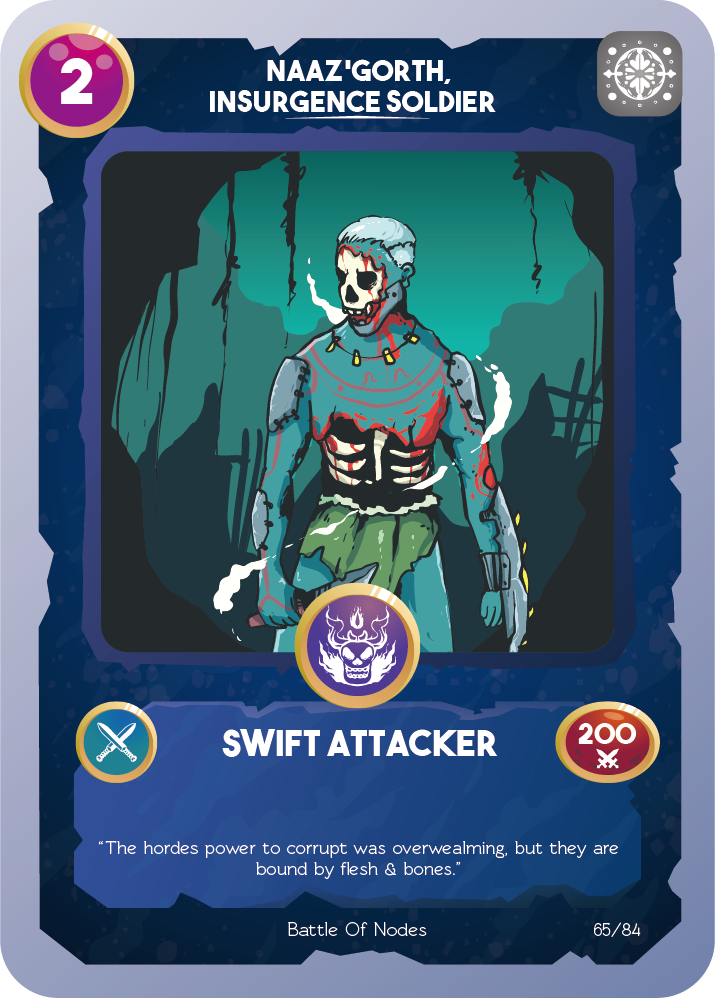 2
NAAZ'GORTH,
INSURGENCE SOLDIER
SWIFT ATTACKER
200
“The hordes power to corrupt was overwealming, but they are
bound by flesh & bones.”
Battle Of Nodes
65/84